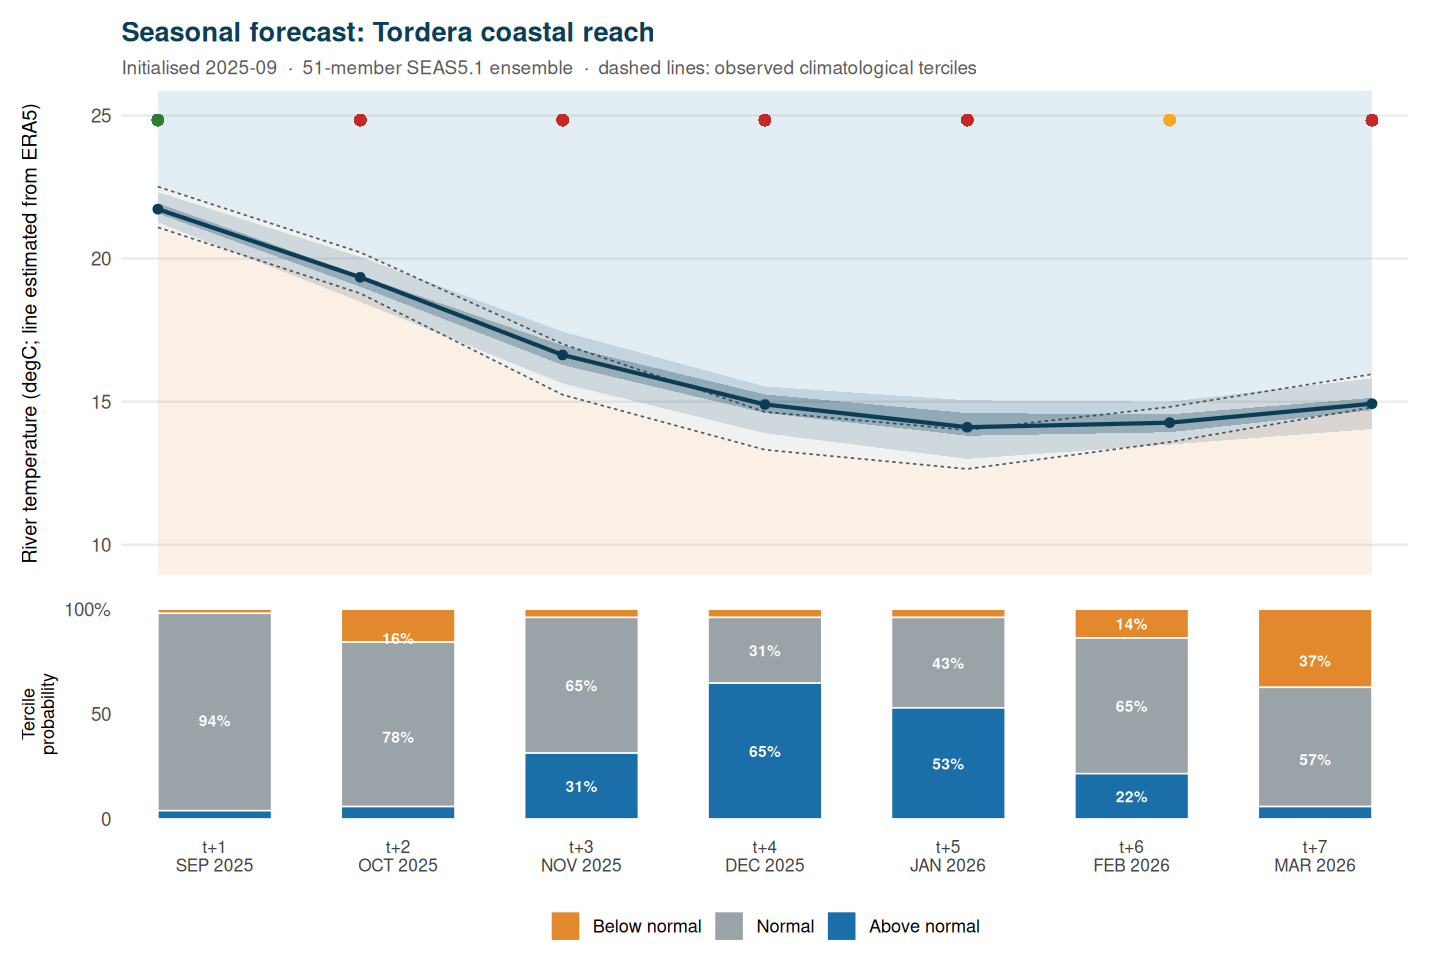 Seasonal forecast: Tordera coastal reach
Initialised 2025-09 · 51-member SEAS5.1 ensemble · dashed lines: observed climatological terciles
River temperature (degC; line estimated from ERA5)
25
20
15
10
Tercile
probability
100%
50
0
94%
16%
78%
65%
31%
31%
65%
43%
53%
14%
65%
22%
37%
57%
t+1
SEP 2025
t+2
OCT 2025
t+3
NOV 2025
t+4
DEC 2025
t+5
JAN 2026
t+6
FEB 2026
t+7
MAR 2026
Below normal
Normal
Above normal